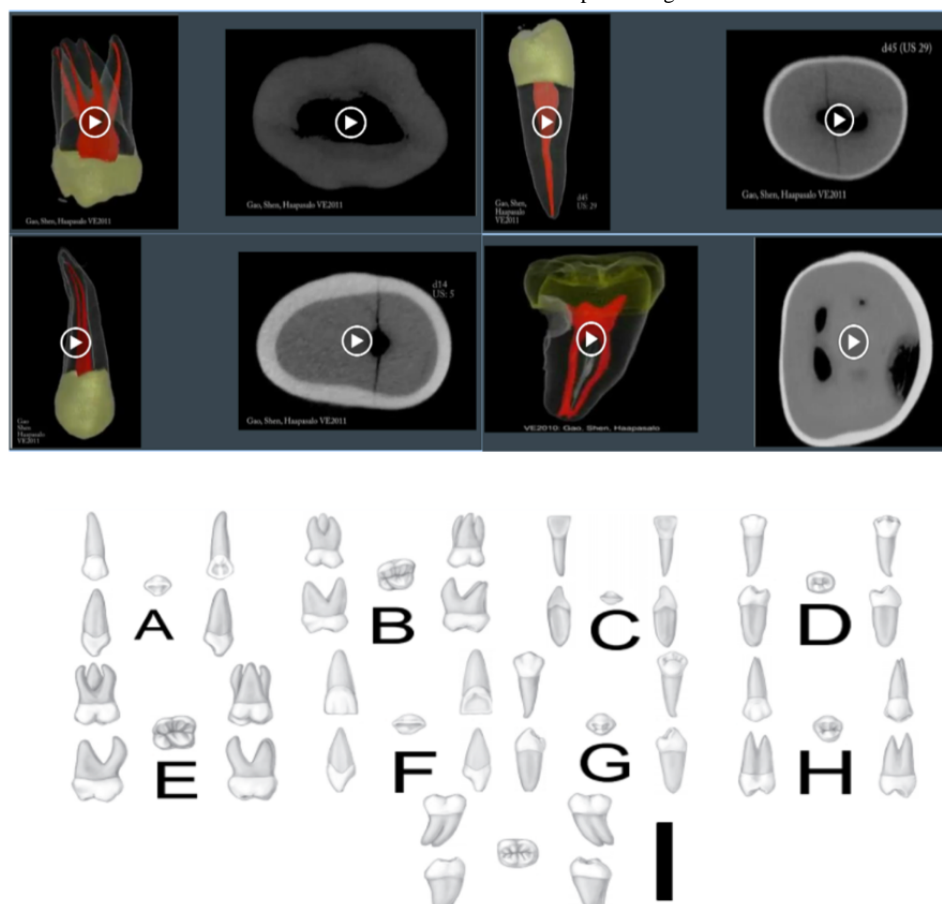 Gao, Shen, Haapasalo VE2011
Gao, Shen, Haapasalo VE2011
Gao, Shen,
Haapasalo
VE2011
d45
US: 29
d45 (US 29)
Gao, Shen, Haapasalo VE2011
Gao
Shen
Haapasalo
VE2011
d14
US: 5
Gao, Shen, Haapasalo VE2011
VE2010: Gao, Shen, Haapasalo
A
B
C
D
E
F
G
H
I